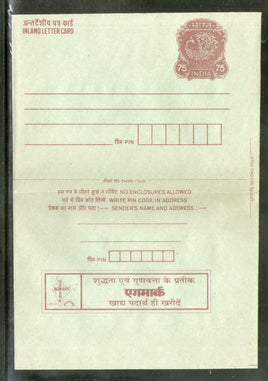 अन्तर्देशीय पत्र कार्ड
INLAND LETTER CARD
भारत
75 75
INDIA
पिन PIN
इस पत्र के भीतर कुछ न रखिये NO ENCLOSURES ALLOWED
पते में पिन कोड लिखें WRITE PIN CODE IN ADDRESS
प्रेषक का नाम और पता :— SENDER'S NAME AND ADDRESS :—
पिन PIN
शुद्धता एवं गुणवत्ता के प्रतीक
एगमार्क
खाद्य पदार्थ ही खरीदें